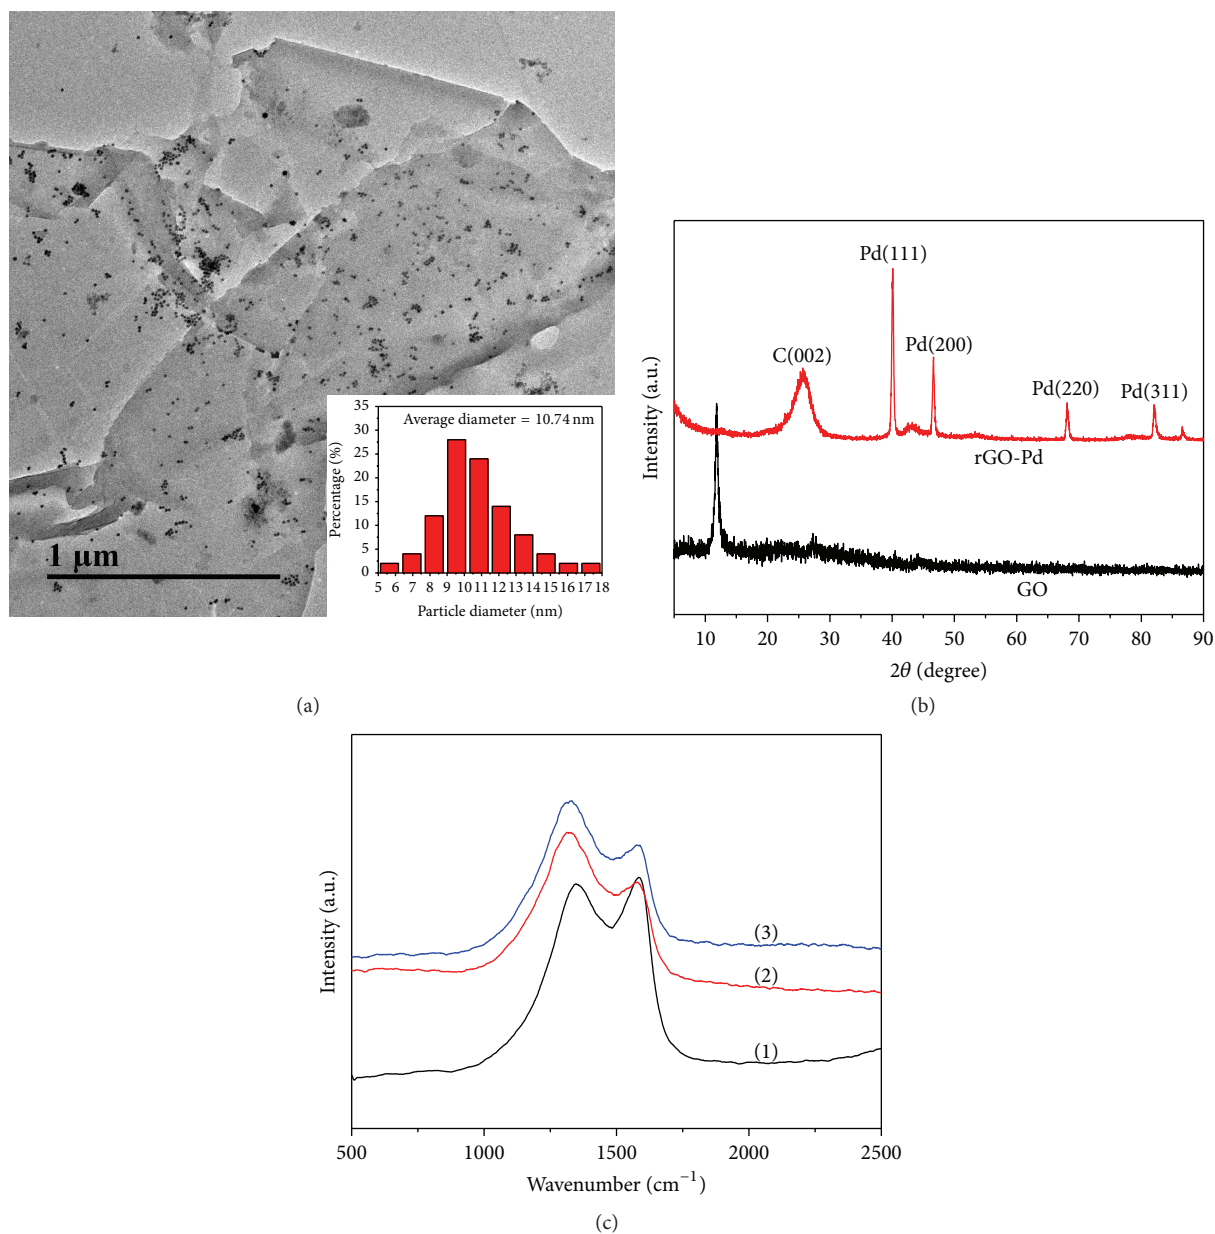 1 μm
Average diameter = 10.74 nm
Percentage (%)
35
30
25
20
15
10
5
0
5 6 7 8 9 10 11 12 13 14 15 16 17 18
Particle diameter (nm)
(a)
Intensity (a.u.)
C(002)
Pd(111)
Pd(200)
Pd(220)
Pd(311)
rGO-Pd
GO
10 20 30 40 50 60 70 80 90
2θ (degree)
(b)
Intensity (a.u.)
(3)
(2)
(1)
500 1000 1500 2000 2500
Wavenumber (cm⁻¹)
(c)